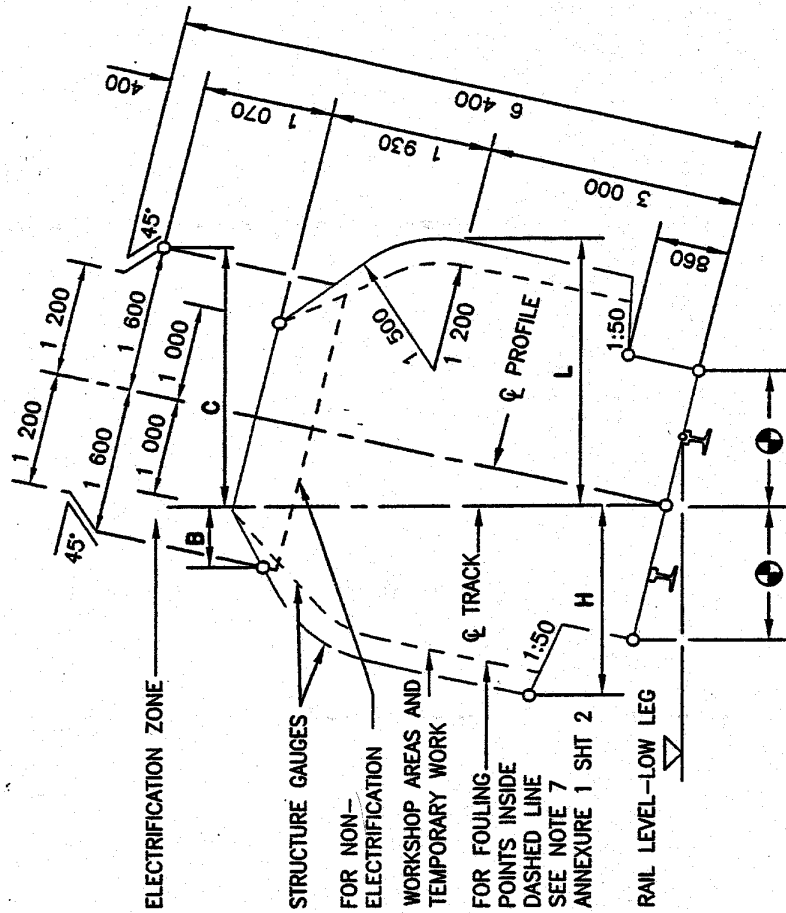 ELECTRIFICATION ZONE
STRUCTURE GAUGES
FOR NON-
ELECTRIFICATION
WORKSHOP AREAS AND
TEMPORARY WORK
FOR FOULING
POINTS INSIDE
DASHED LINE
SEE NOTE 7
ANNEXURE 1 SHT 2
RAIL LEVEL-LOW LEG
1 200
1 200
1 600
1 600
1 000
1 000
45°
45°
400
1 070
1 930
6 400
3 000
860
B
C
1 500
1 200
℄ PROFILE
℄ TRACK
L
H
1:50
1:50